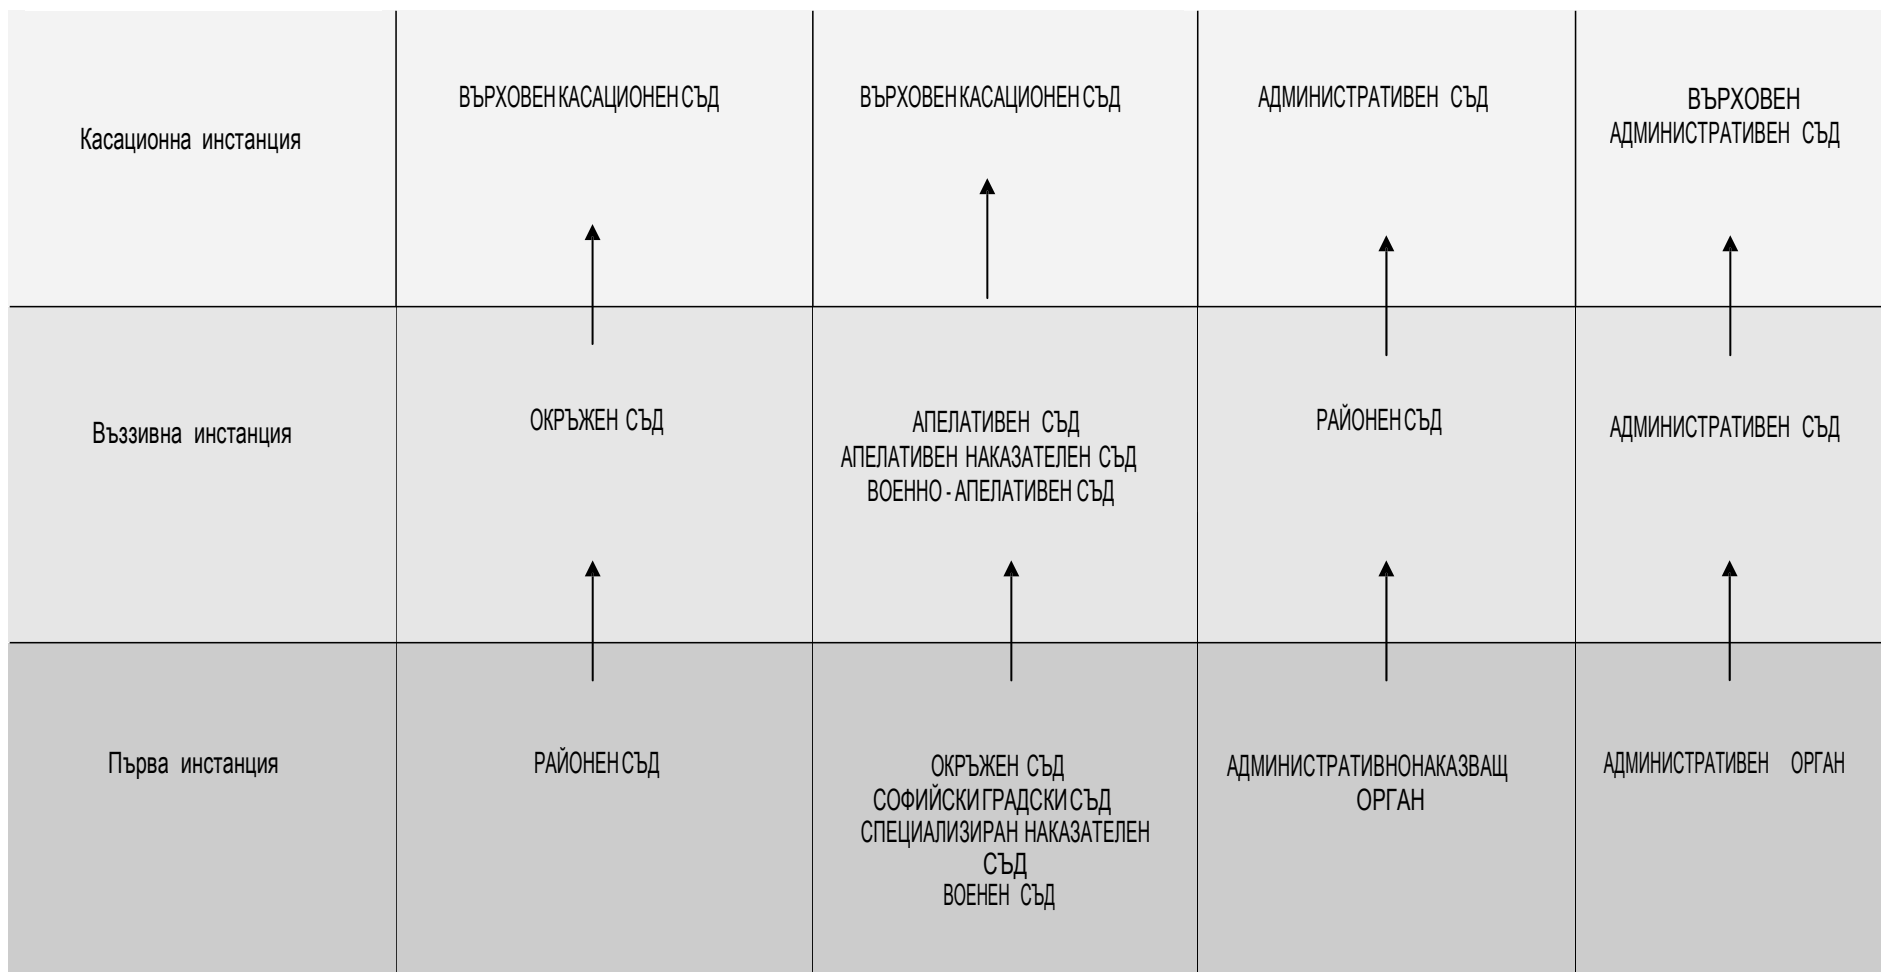 Касационна инстанция
ВЪРХОВЕН КАСАЦИОНЕН СЪД
ВЪРХОВЕН КАСАЦИОНЕН СЪД
АДМИНИСТРАТИВЕН СЪД
ВЪРХОВЕН
АДМИНИСТРАТИВЕН СЪД
Въззивна инстанция
ОКРЪЖЕН СЪД
АПЕЛАТИВЕН СЪД
АПЕЛАТИВЕН НАКАЗАТЕЛЕН СЪД
ВОЕННО - АПЕЛАТИВЕН СЪД
РАЙОНЕН СЪД
АДМИНИСТРАТИВЕН СЪД
Първа инстанция
РАЙОНЕН СЪД
ОКРЪЖЕН СЪД
СОФИЙСКИ ГРАДСКИ СЪД
СПЕЦИАЛИЗИРАН НАКАЗАТЕЛЕН
СЪД
ВОЕНЕН СЪД
АДМИНИСТРАТИВНОНАКАЗВАЩ
ОРГАН
АДМИНИСТРАТИВЕН ОРГАН